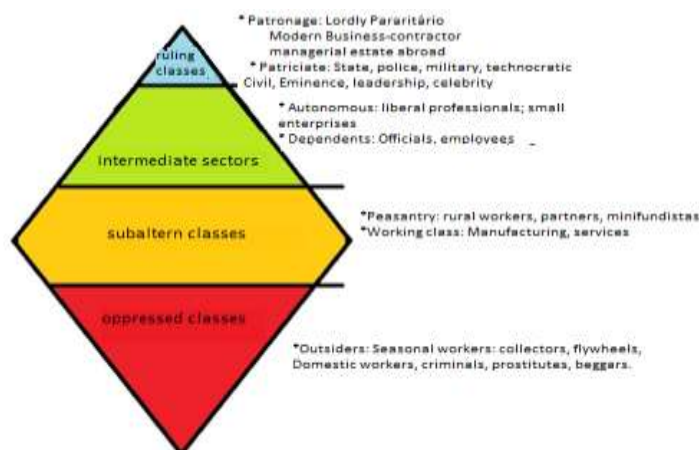 * Patronage: Lordly Pararitário
Modern Business-contractor
managerial estate abroad
* Patriciate: State, police, military, technocratic
Civil, Eminence, leadership, celebrity
ruling
classes
* Autonomous: liberal professionals; small
enterprises
* Dependents: Officials, employees _
intermediate sectors
*Peasantry: rural workers, partners, minifundistas
*Working class: Manufacturing, services
subaltern classes
oppressed classes
*Outsiders: Seasonal workers: collectors, flywheels,
Domestic workers, criminals, prostitutes, beggars.